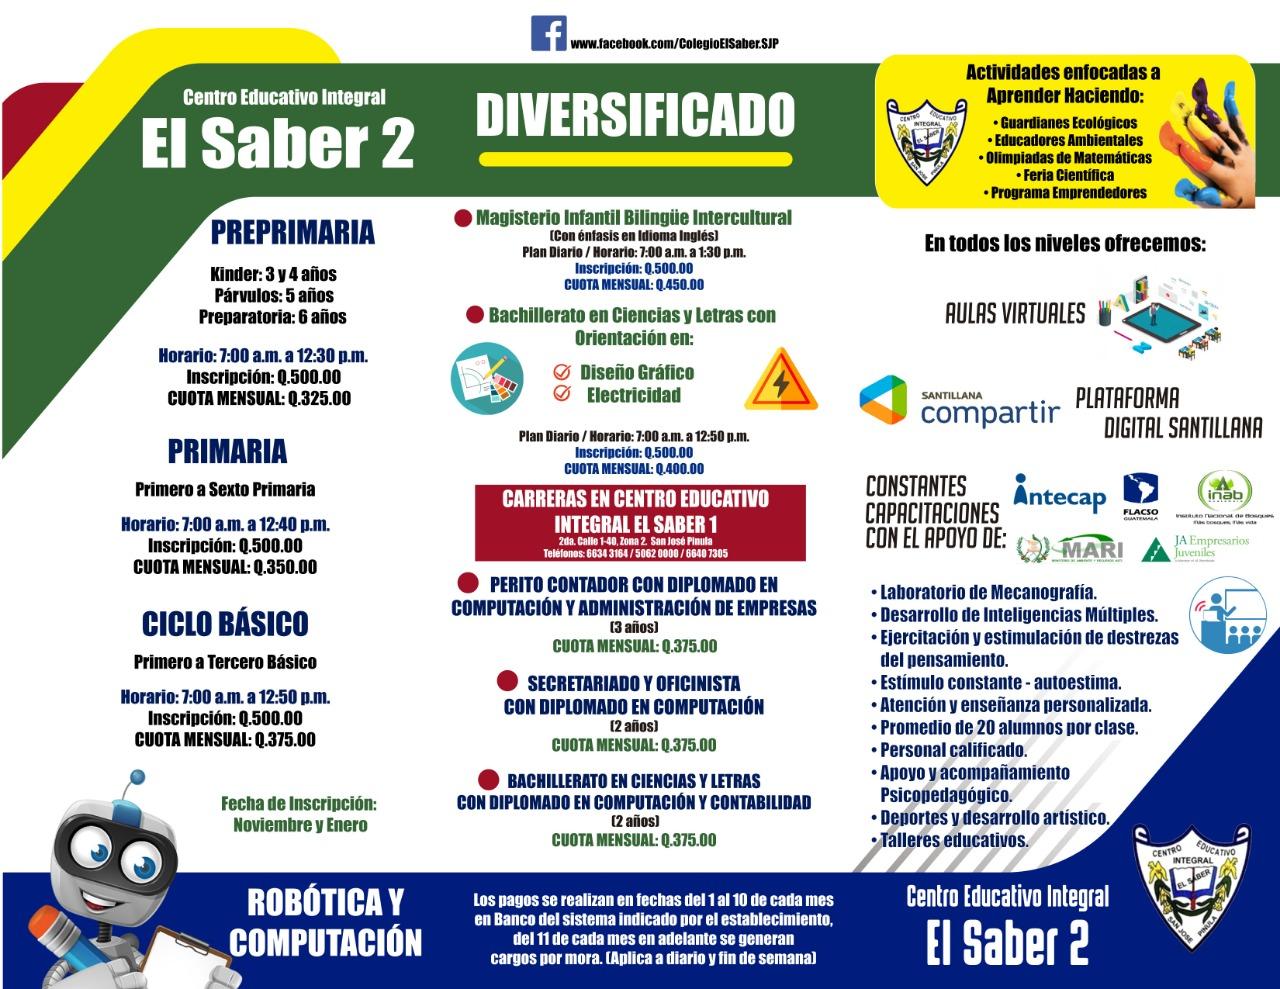 www.facebook.com/ColegioElSaber.SJP
Centro Educativo Integral
El Saber 2
DIVERSIFICADO
Actividades enfocadas a
Aprender Haciendo:
• Guardianes Ecológicos
• Educadores Ambientales
• Olimpiadas de Matemáticas
• Feria Científica
• Programa Emprendedores
CENTRO EDUCATIVO
INTEGRAL
EL SABER
SAN JOSE PINULA
PREPRIMARIA
Kinder: 3 y 4 años
Párvulos: 5 años
Preparatoria: 6 años
Horario: 7:00 a.m. a 12:30 p.m.
Inscripción: Q.500.00
CUOTA MENSUAL: Q.325.00
PRIMARIA
Primero a Sexto Primaria
Horario: 7:00 a.m. a 12:40 p.m.
Inscripción: Q.500.00
CUOTA MENSUAL: Q.350.00
CICLO BÁSICO
Primero a Tercero Básico
Horario: 7:00 a.m. a 12:50 p.m.
Inscripción: Q.500.00
CUOTA MENSUAL: Q.375.00
Fecha de Inscripción:
Noviembre y Enero
ROBÓTICA Y
COMPUTACIÓN
Magisterio Infantil Bilingüe Intercultural
(Con énfasis en Idioma Inglés)
Plan Diario / Horario: 7:00 a.m. a 1:30 p.m.
Inscripción: Q.500.00
CUOTA MENSUAL: Q.450.00
Bachillerato en Ciencias y Letras con
Orientación en:
Diseño Gráfico
Electricidad
Plan Diario / Horario: 7:00 a.m. a 12:50 p.m.
Inscripción: Q.500.00
CUOTA MENSUAL: Q.400.00
CARRERAS EN CENTRO EDUCATIVO
INTEGRAL EL SABER 1
2da. Calle 1-40, Zona 2. San José Pinula
Teléfonos: 6634 3164 / 5062 0000 / 6640 7305
PERITO CONTADOR CON DIPLOMADO EN
COMPUTACIÓN Y ADMINISTRACIÓN DE EMPRESAS
(3 años)
CUOTA MENSUAL: Q.375.00
SECRETARIADO Y OFICINISTA
CON DIPLOMADO EN COMPUTACIÓN
(2 años)
CUOTA MENSUAL: Q.375.00
BACHILLERATO EN CIENCIAS Y LETRAS
CON DIPLOMADO EN COMPUTACIÓN Y CONTABILIDAD
(2 años)
CUOTA MENSUAL: Q.375.00
Los pagos se realizan en fechas del 1 al 10 de cada mes
en Banco del sistema indicado por el establecimiento,
del 11 de cada mes en adelante se generan
cargos por mora. (Aplica a diario y fin de semana)
En todos los niveles ofrecemos:
AULAS VIRTUALES
SANTILLANA
compartir
PLATAFORMA
DIGITAL SANTILLANA
CONSTANTES
CAPACITACIONES
CON EL APOYO DE:
intecap
FLACSO
GUATEMALA
inab
Instituto Nacional de Bosques
Más bosques, Más vida
MARN
JA Empresarios
Juveniles
• Laboratorio de Mecanografía.
• Desarrollo de Inteligencias Múltiples.
• Ejercitación y estimulación de destrezas
del pensamiento.
• Estímulo constante - autoestima.
• Atención y enseñanza personalizada.
• Promedio de 20 alumnos por clase.
• Personal calificado.
• Apoyo y acompañamiento
Psicopedagógico.
• Deportes y desarrollo artístico.
• Talleres educativos.
Centro Educativo Integral
El Saber 2
CENTRO EDUCATIVO
INTEGRAL
EL SABER
SAN JOSE PINULA